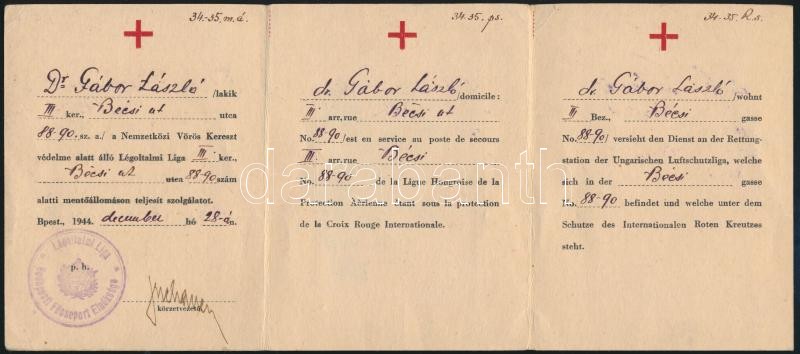 34-35. m.á.
Dr Gábor László /lakik
III ker., Bécsi út utca
88-90. sz. a./ a Nemzetközi Vörös Kereszt
védelme alatt álló Légoltalmi Liga III. ker.,
Bécsi út. utca 88-90 szám
alatti mentőállomáson teljesít szolgálatot.
Bpest., 1944. december hó 28-án.
Légoltalmi Liga
Budapest Főcsoport Elnöksége
p. h.
körzetvezető
34-35. ps.
dr. Gábor László /domicile:
III arr, rue Bécsi út
No. 88-90 /est en service au poste de secours
III arr, rue Bécsi
No. 88-90 de la Ligue Hongroise de la
Protection Aérienne étant sous la protection
de la Croix Rouge Internationale.
34-35. R.s.
dr. Gábor László /wohnt
III Bez., Bécsi gasse
No. 88-90/ versieht den Dienst an der Rettung-
station der Ungarischen Luftschutzliga, welche
sich in der Bécsi gasse
No. 88-90 befindet und welche unter dem
Schutze des Internationalen Roten Kreutzes
steht.
darabanth